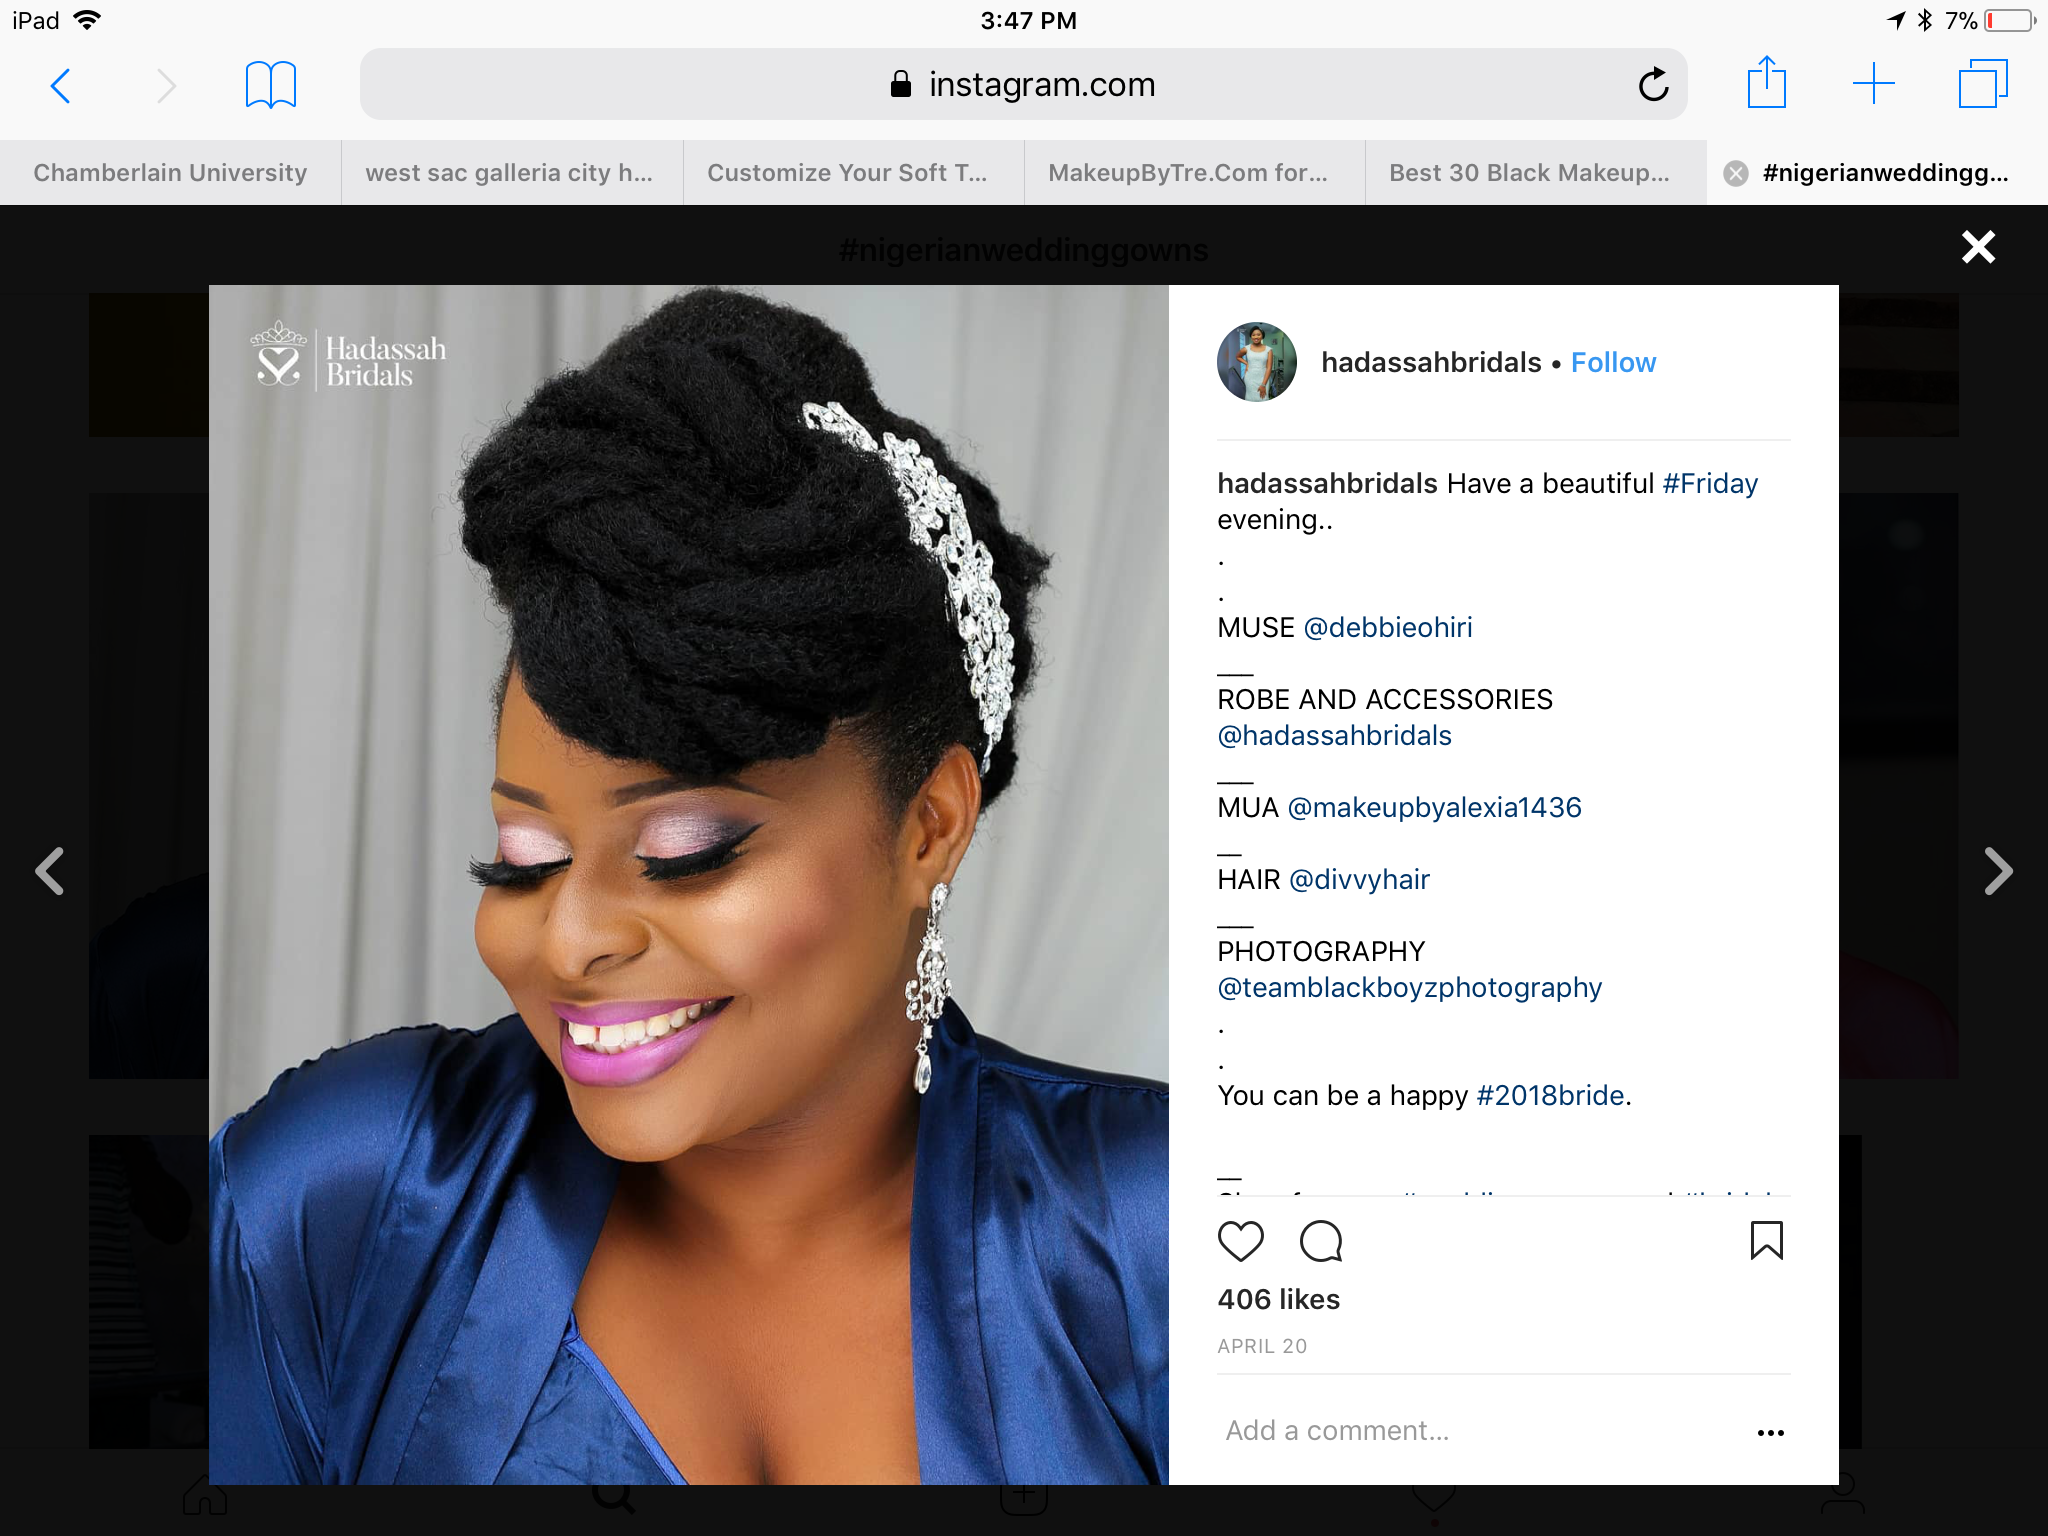 iPad 3:47 PM 7%
instagram.com
Chamberlain University west sac galleria city h... Customize Your Soft T... MakeupByTre.Com for... Best 30 Black Makeup... #nigerianweddingg...
#nigerianweddinggowns
Hadassah
Bridals
hadassahbridals • Follow
hadassahbridals Have a beautiful #Friday
evening..
.
.
MUSE @debbieohiri
___
ROBE AND ACCESSORIES
@hadassahbridals
___
MUA @makeupbyalexia1436
__
HAIR @divvyhair
___
PHOTOGRAPHY
@teamblackboyzphotography
.
.
You can be a happy #2018bride.
__
406 likes
APRIL 20
Add a comment...